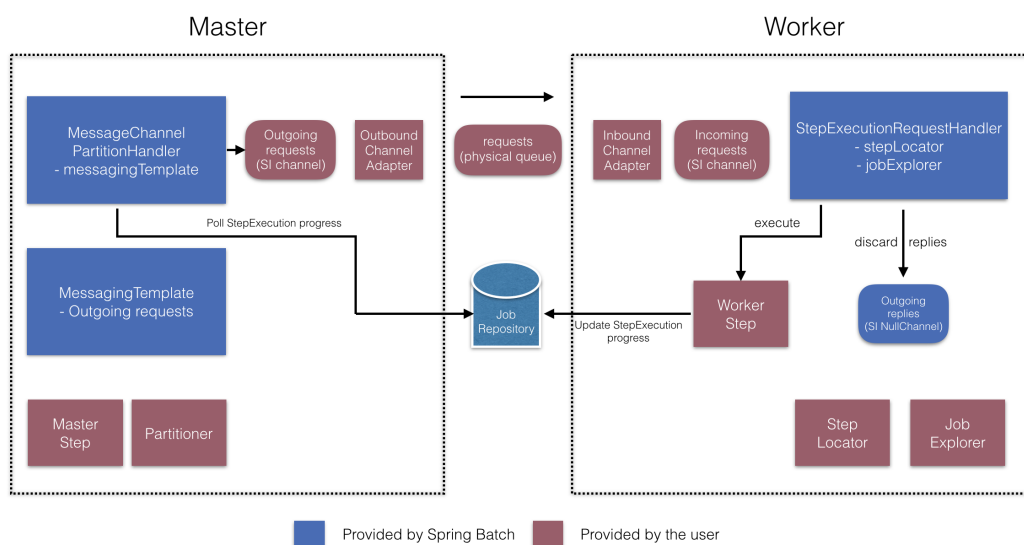 Master
Worker
MessageChannel
PartitionHandler
- messagingTemplate
Outgoing
requests
(SI channel)
Outbound
Channel
Adapter
requests
(physical queue)
Inbound
Channel
Adapter
Incoming
requests
(SI channel)
StepExecutionRequestHandler
- stepLocator
- jobExplorer
Poll StepExecution progress
execute
discard
replies
MessagingTemplate
- Outgoing requests
Job
Repository
Update StepExecution
progress
Worker
Step
Outgoing
replies
(SI NullChannel)
Master
Step
Partitioner
Step
Locator
Job
Explorer
Provided by Spring Batch
Provided by the user